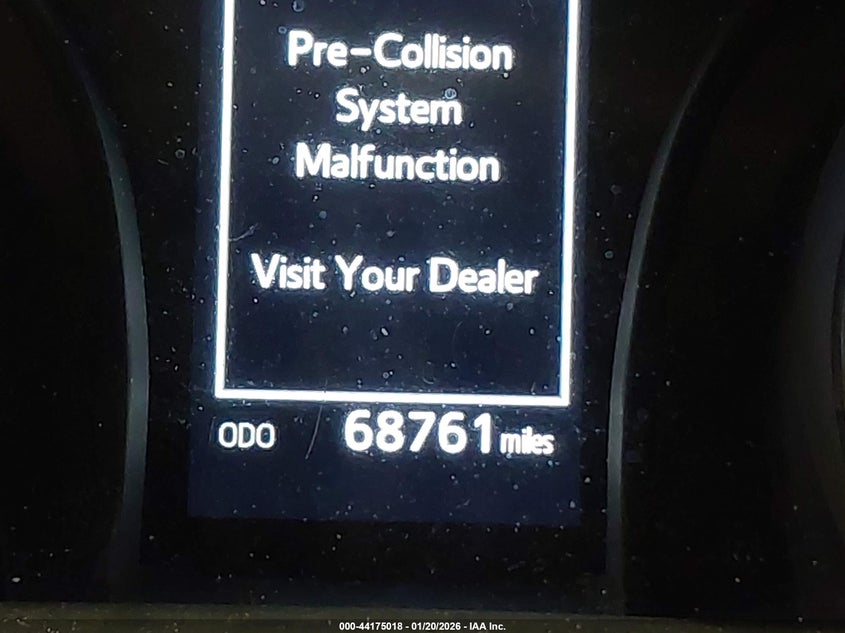 Pre-Collision
System
Malfunction
Visit Your Dealer
ODO 68761 miles
000-44175018 - 01/20/2026 - IAA Inc.